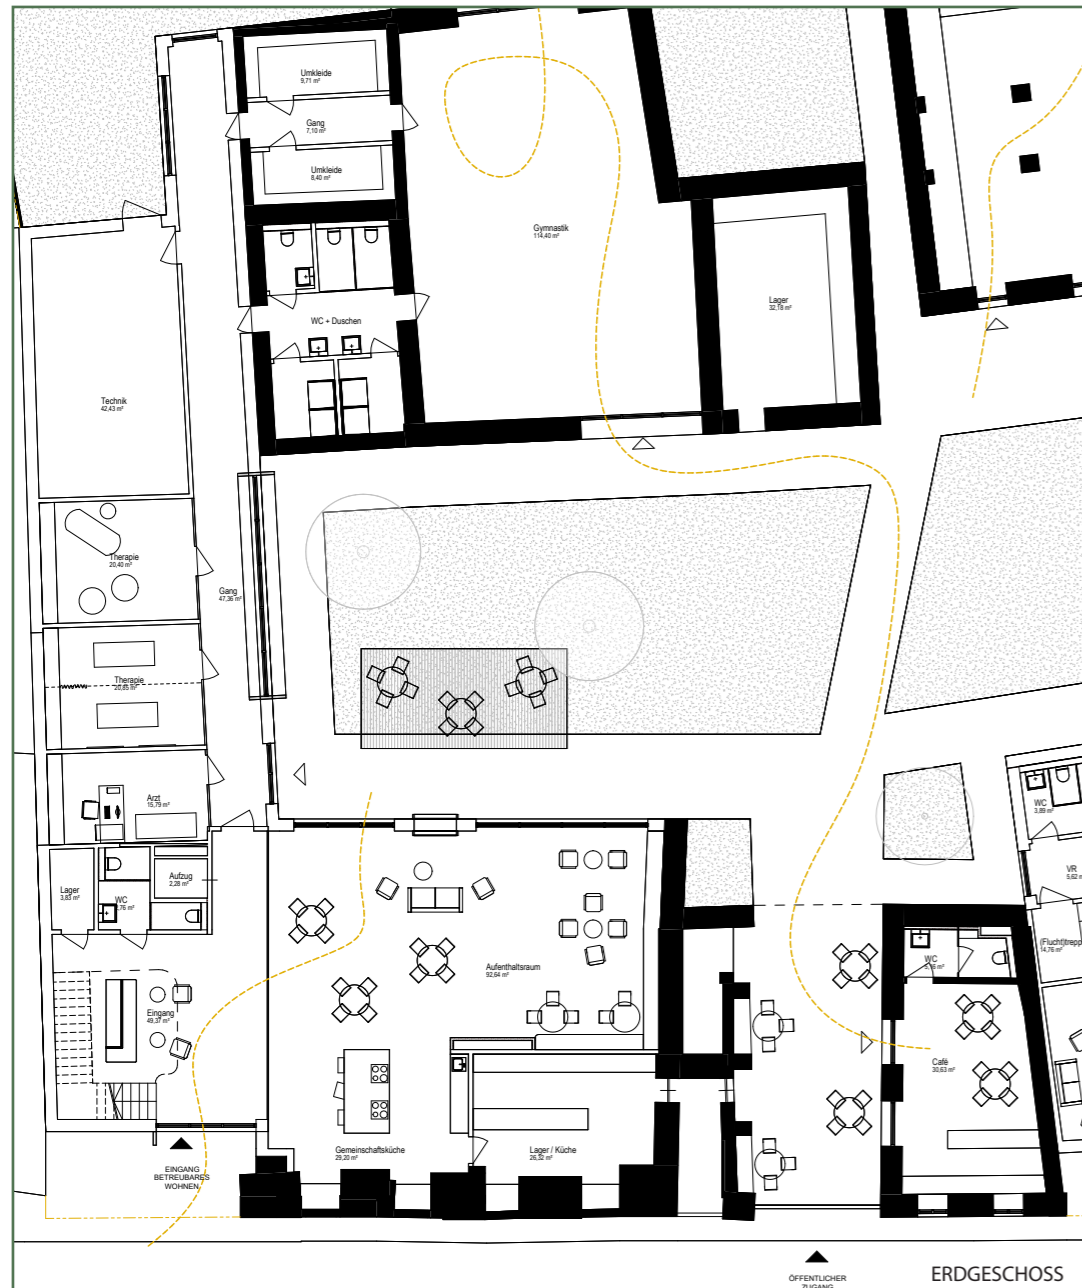 Umkleide
9,71 m²
Gang
7,10 m²
Umkleide
8,40 m²
Gymnastik
114,40 m²
Lager
32,18 m²
WC + Duschen
Technik
42,43 m²
Therapie
20,40 m²
Gang
47,36 m²
Therapie
20,65 m²
Arzt
15,79 m²
Lager
3,83 m²
WC
Aufzug
2,28 m²
Eingang
49,37 m²
Aufenthaltsraum
92,64 m²
Gemeinschaftsküche
29,20 m²
Lager / Küche
26,32 m²
WC
Café
30,63 m²
WC
3,89 m²
VR
5,62 m
(Flucht)trepp
14,76 m²
EINGANG
BETREUBARES
WOHNEN
ÖFFENTLICHER
ZUGANG
ERDGESCHOSS